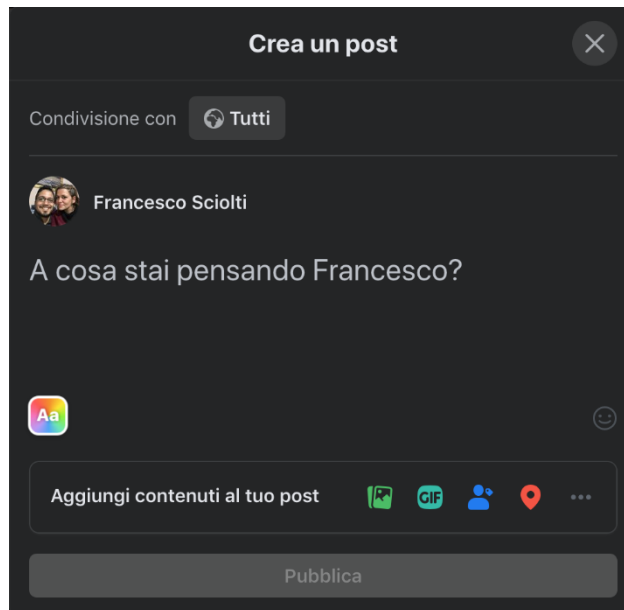 Crea un post
Condivisione con Tutti
Francesco Sciolti
A cosa stai pensando Francesco?
Aa
Aggiungi contenuti al tuo post GIF
Pubblica